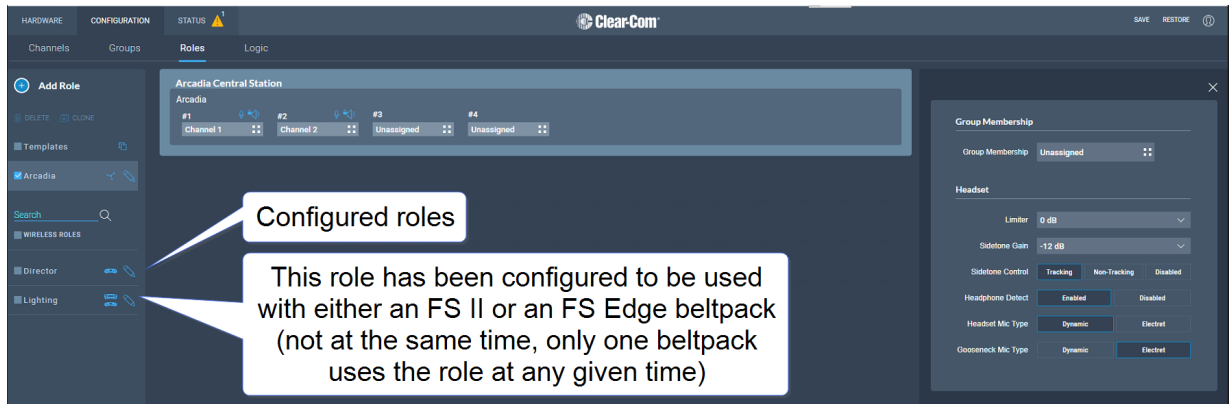 HARDWARE CONFIGURATION STATUS 1 Clear-Com SAVE RESTORE
Channels Groups Roles Logic
Add Role
DELETE CLONE
Templates
Arcadia
Search
WIRELESS ROLES
Director
Lighting
Arcadia Central Station
Arcadia
#1 #2 #3 #4
Channel 1 Channel 2 Unassigned Unassigned
Configured roles
This role has been configured to be used
with either an FS II or an FS Edge beltpack
(not at the same time, only one beltpack
uses the role at any given time)
Group Membership
Group Membership Unassigned
Headset
Limiter 0 dB
Sidetone Gain -12 dB
Sidetone Control Tracking Non-Tracking Disabled
Headphone Detect Enabled Disabled
Headset Mic Type Dynamic Electret
Gooseneck Mic Type Dynamic Electret